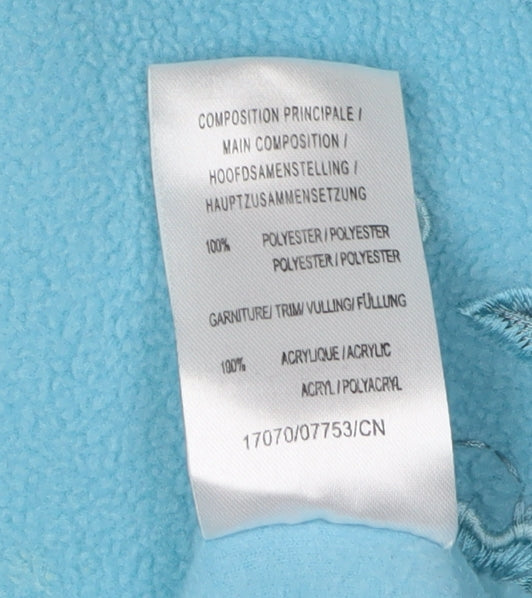 COMPOSITION PRINCIPALE /
MAIN COMPOSITION /
HOOFDSAMENSTELLING /
HAUPTZUSAMMENSETZUNG
100% POLYESTER / POLYESTER
POLYESTER / POLYESTER
GARNITURE/ TRIM/ VULLING/ FÜLLUNG
100% ACRYLIQUE / ACRYLIC
ACRYL / POLYACRYL
17070/07753/CN